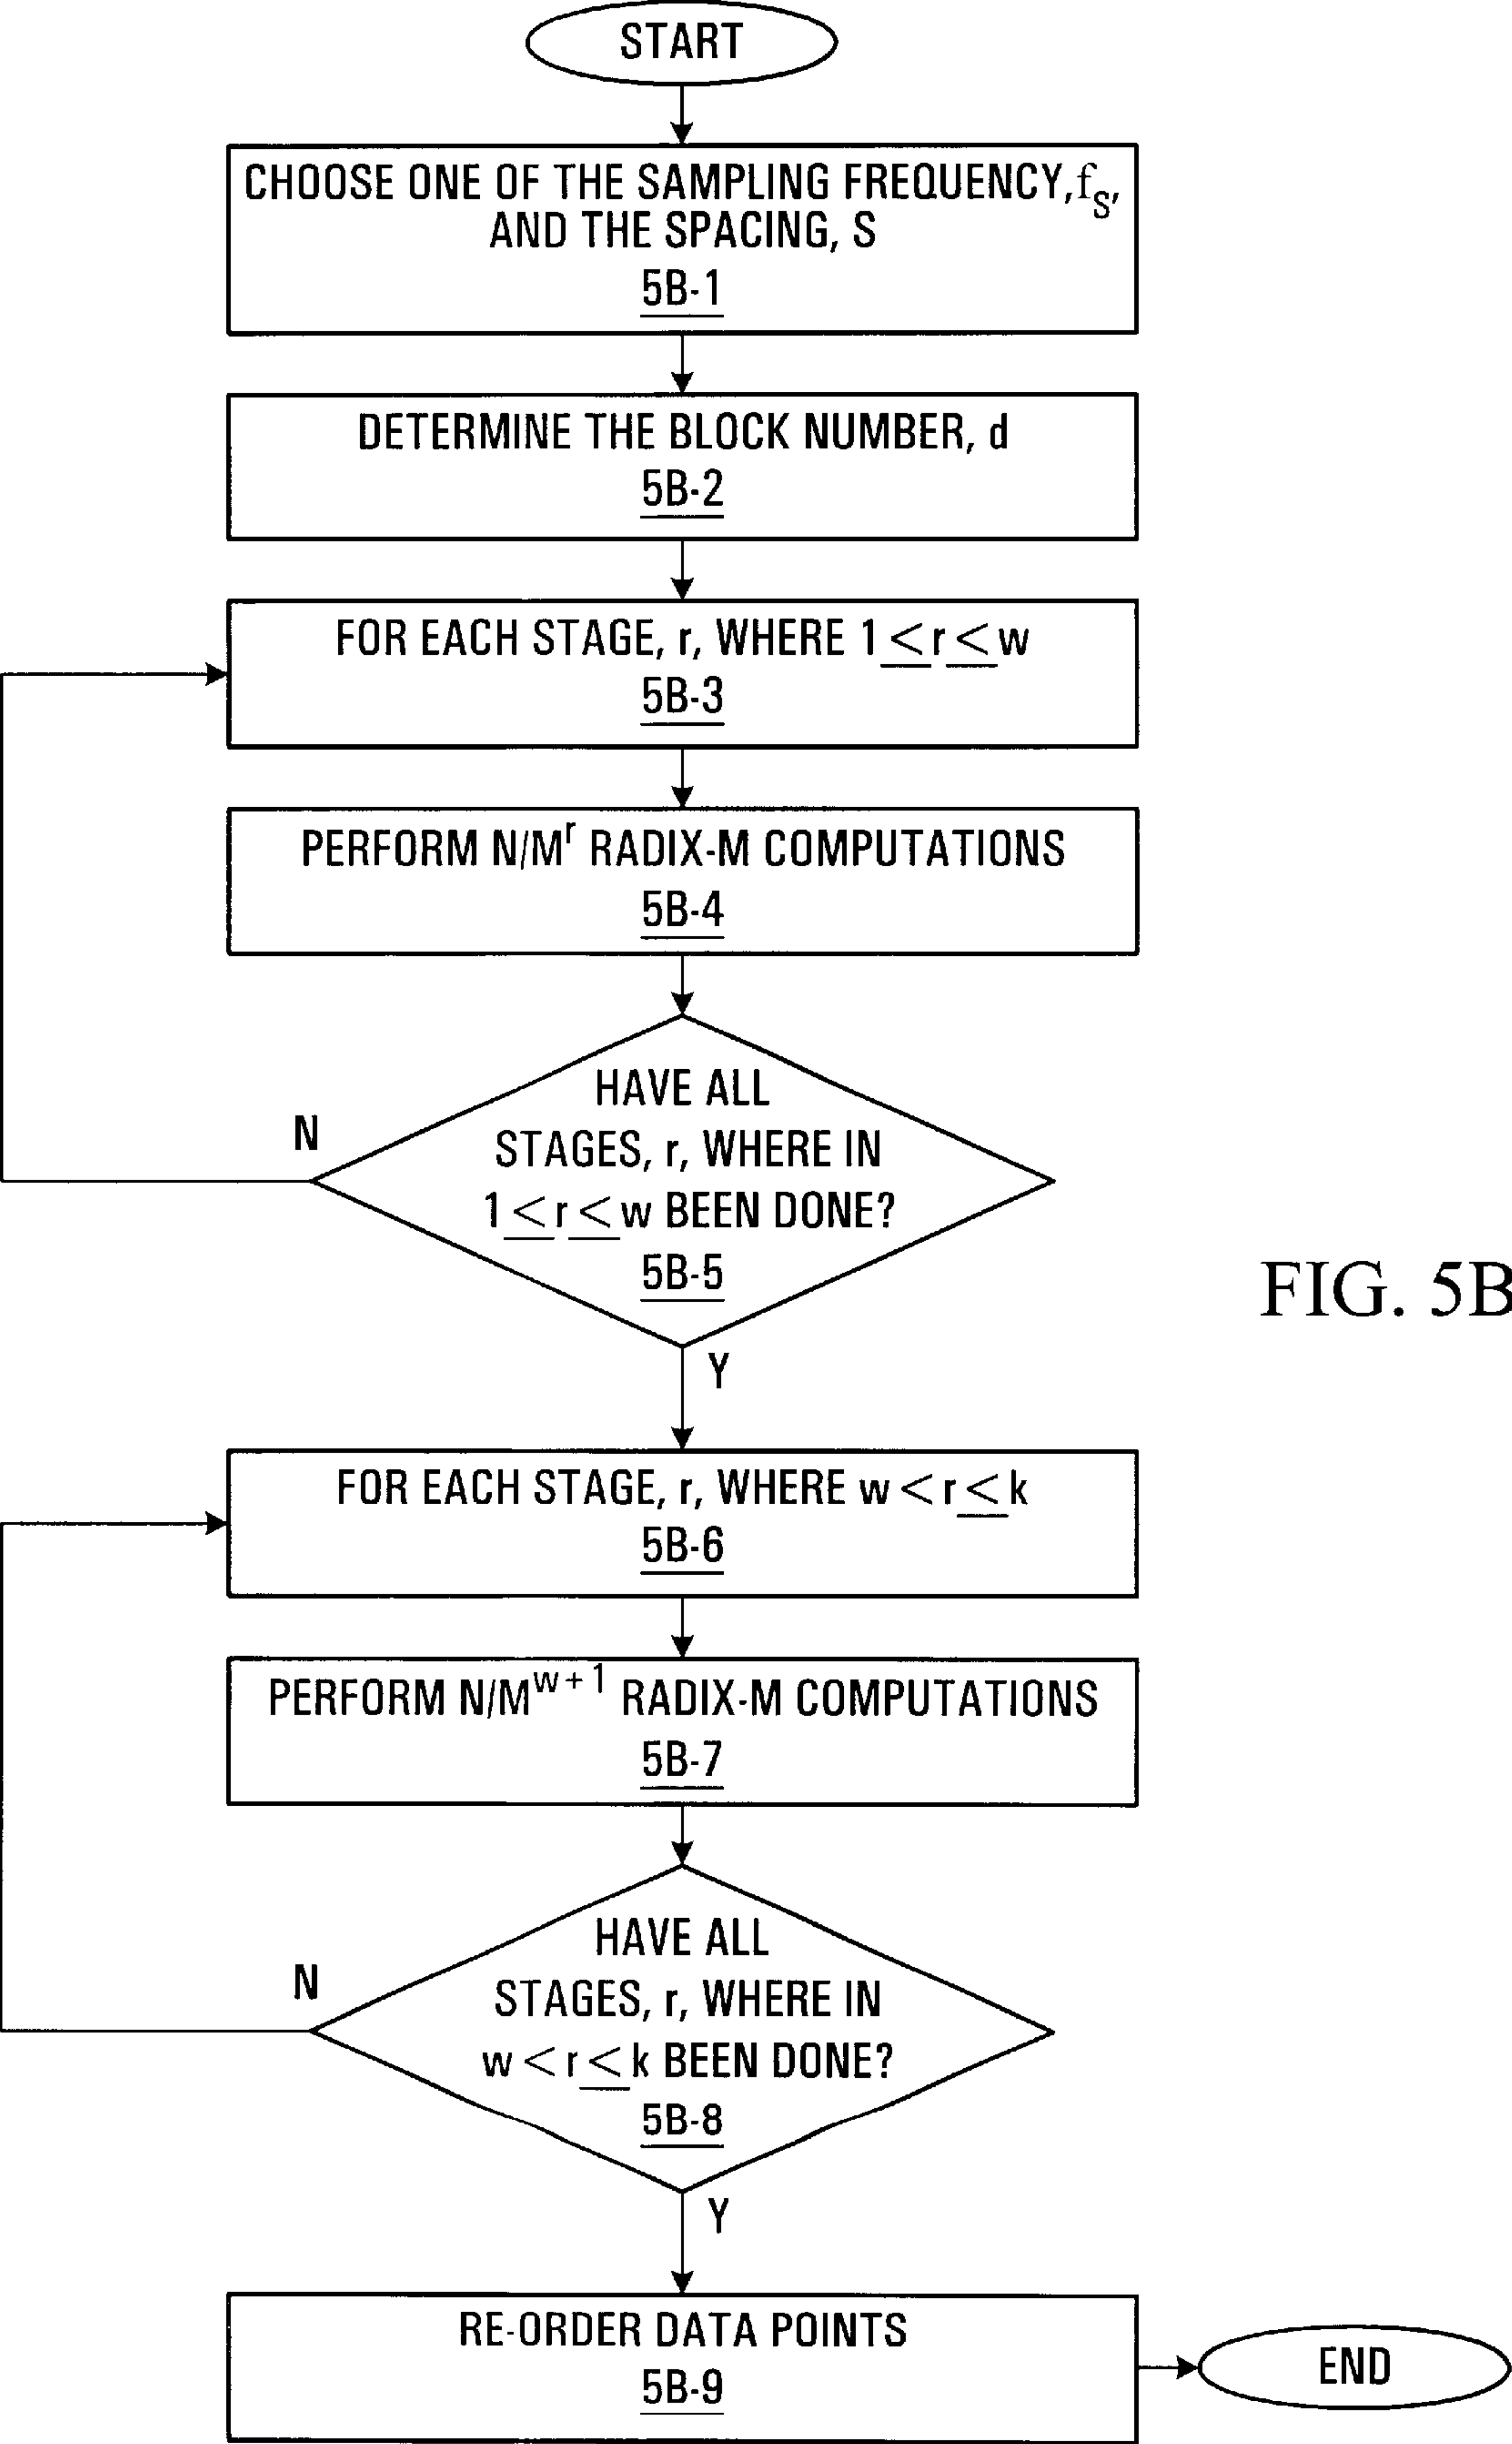 START
CHOOSE ONE OF THE SAMPLING FREQUENCY, fS,
AND THE SPACING, S
5B-1
DETERMINE THE BLOCK NUMBER, d
5B-2
FOR EACH STAGE, r, WHERE 1 ≤ r ≤ w
5B-3
PERFORM N/M^r RADIX-M COMPUTATIONS
5B-4
HAVE ALL
STAGES, r, WHERE IN
1 ≤ r ≤ w BEEN DONE?
5B-5
N
Y
FIG. 5B
FOR EACH STAGE, r, WHERE w < r ≤ k
5B-6
PERFORM N/M^w+1 RADIX-M COMPUTATIONS
5B-7
HAVE ALL
STAGES, r, WHERE IN
w < r ≤ k BEEN DONE?
5B-8
N
Y
RE-ORDER DATA POINTS
5B-9
END